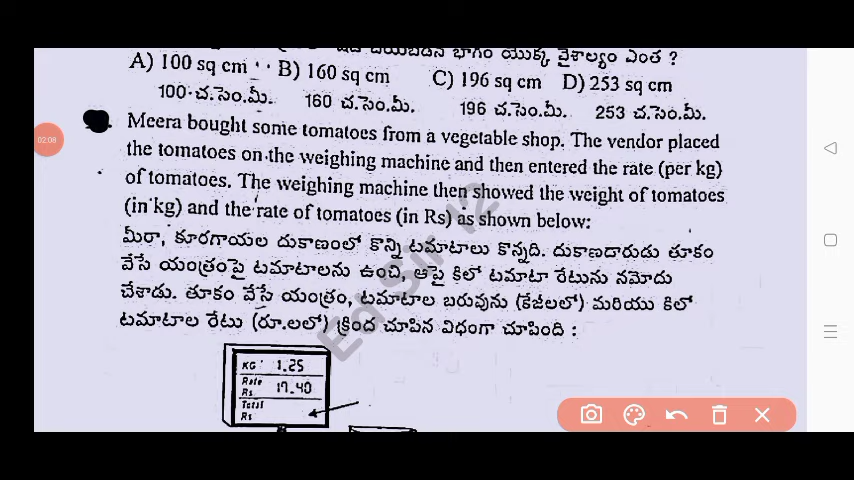 భాగం యొక్క వైశాల్యం ఎంత ?
A) 100 sq cm B) 160 sq cm C) 196 sq cm D) 253 sq cm
100 చ.సెం.మీ. 160 చ.సెం.మీ. 196 చ.సెం.మీ. 253 చ.సెం.మీ.
Meera bought some tomatoes from a vegetable shop. The vendor placed
02:09
the tomatoes on the weighing machine and then entered the rate (per kg)
of tomatoes. The weighing machine then showed the weight of tomatoes
(in kg) and the rate of tomatoes (in Rs) as shown below:
మీరా, కూరగాయల దుకాణంలో కొన్ని టమాటాలు కొన్నది. దుకాణదారుడు తూకం
వేసే యంత్రంపై టమాటాలను ఉంచి, ఆపై కిలో టమాటా రేటును నమోదు
చేశాడు. తూకం వేసే యంత్రం, టమాటాల బరువును (కేజీలలో) మరియు కిలో
టమాటాల రేటు (రూ.లలో) క్రింద చూపిన విధంగా చూపింది :
KG 1.25
Rate
Rs 17.40
Total
Rs